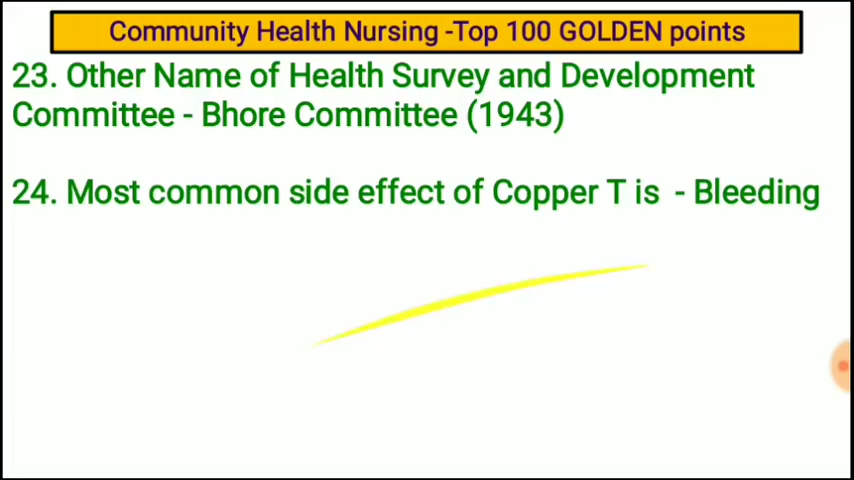 Community Health Nursing -Top 100 GOLDEN points
23. Other Name of Health Survey and Development
Committee - Bhore Committee (1943)
24. Most common side effect of Copper T is - Bleeding